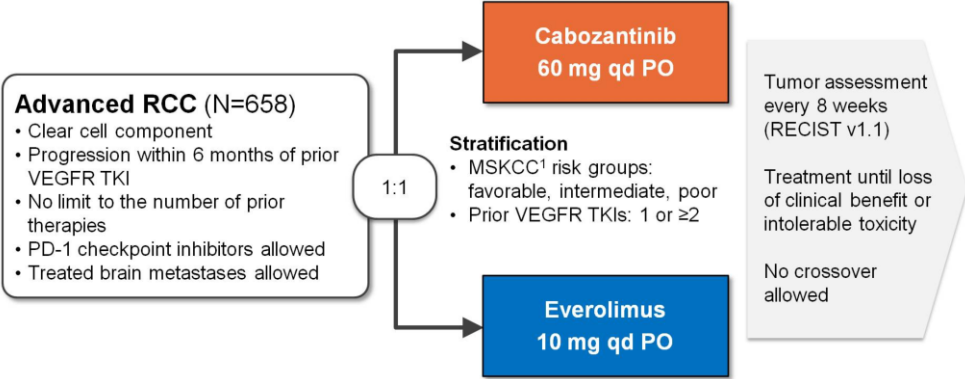 Advanced RCC (N=658)
• Clear cell component
• Progression within 6 months of prior
VEGFR TKI
• No limit to the number of prior
therapies
• PD-1 checkpoint inhibitors allowed
• Treated brain metastases allowed
1:1
Cabozantinib
60 mg qd PO
Stratification
• MSKCC¹ risk groups:
favorable, intermediate, poor
• Prior VEGFR TKIs: 1 or ≥2
Everolimus
10 mg qd PO
Tumor assessment
every 8 weeks
(RECIST v1.1)
Treatment until loss
of clinical benefit or
intolerable toxicity
No crossover
allowed